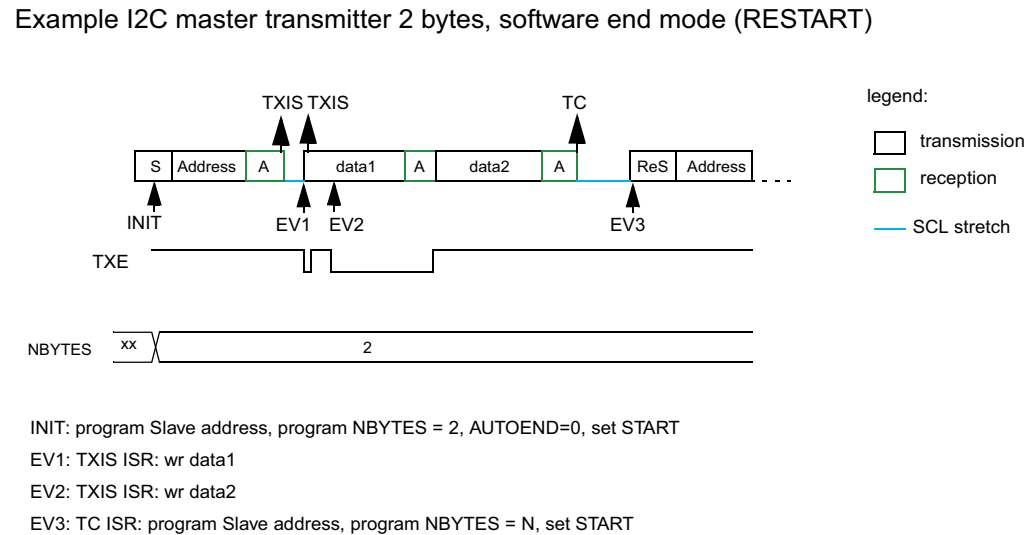 Example I2C master transmitter 2 bytes, software end mode (RESTART)
legend:
TXIS TXIS TC
transmission
S Address A data1 A data2 A ReS Address
reception
INIT EV1 EV2 EV3
SCL stretch
TXE
NBYTES xx 2
INIT: program Slave address, program NBYTES = 2, AUTOEND=0, set START
EV1: TXIS ISR: wr data1
EV2: TXIS ISR: wr data2
EV3: TC ISR: program Slave address, program NBYTES = N, set START